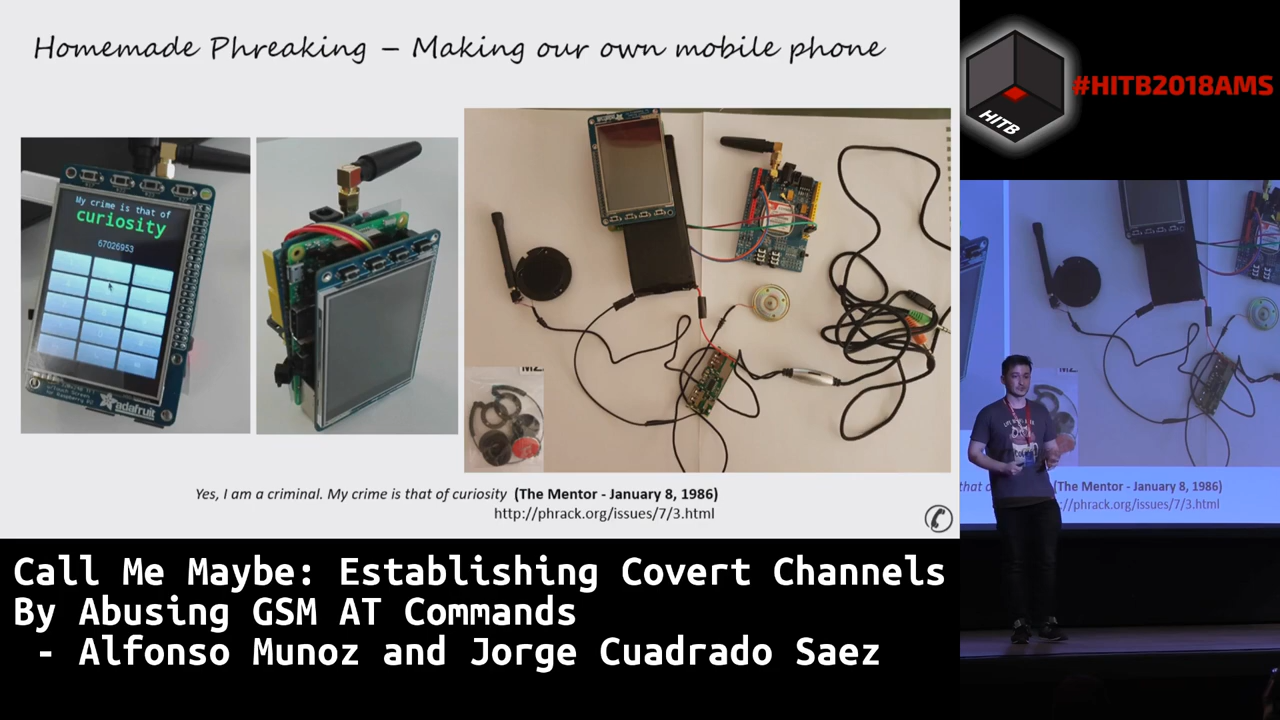 Homemade Phreaking – Making our own mobile phone
#HITB2018AMS
HITB
My crime is that of
curiosity
67026953
adafruit
Yes, I am a criminal. My crime is that of curiosity (The Mentor - January 8, 1986)
http://phrack.org/issues/7/3.html
(The Mentor - January 8, 1986)
://phrack.org/issues/7/3.html
Call Me Maybe: Establishing Covert Channels
By Abusing GSM AT Commands
- Alfonso Munoz and Jorge Cuadrado Saez